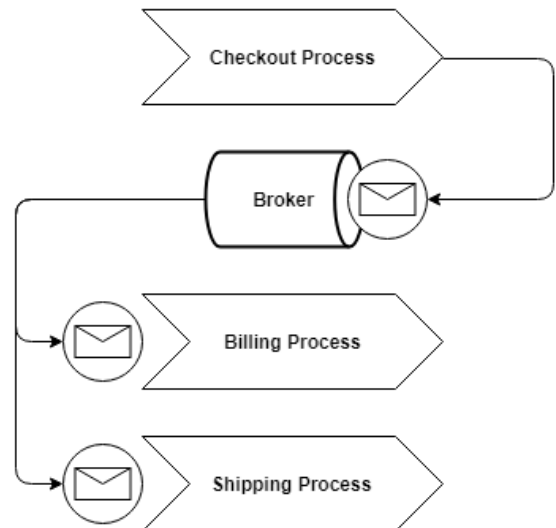 Checkout Process
Broker
Billing Process
Shipping Process